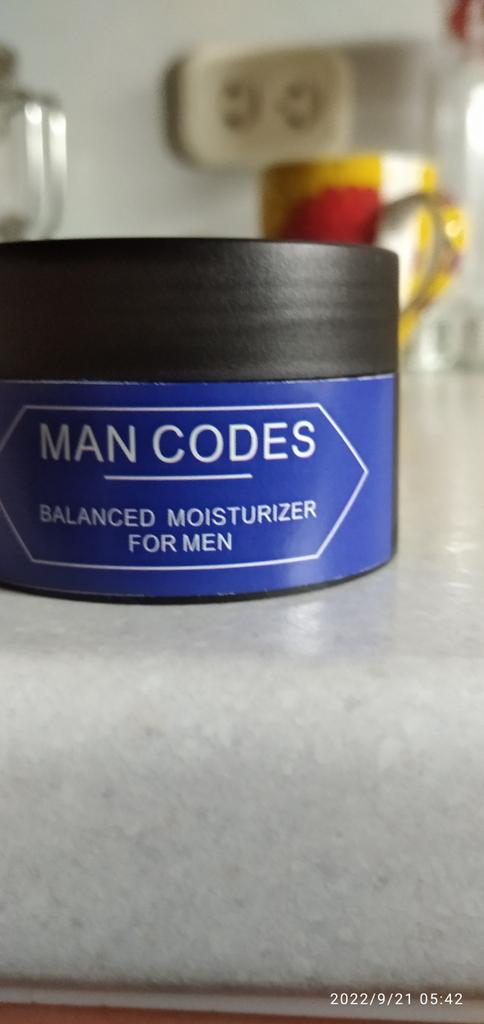 MAN CODES
BALANCED MOISTURIZER
FOR MEN
2022/9/21 05:42